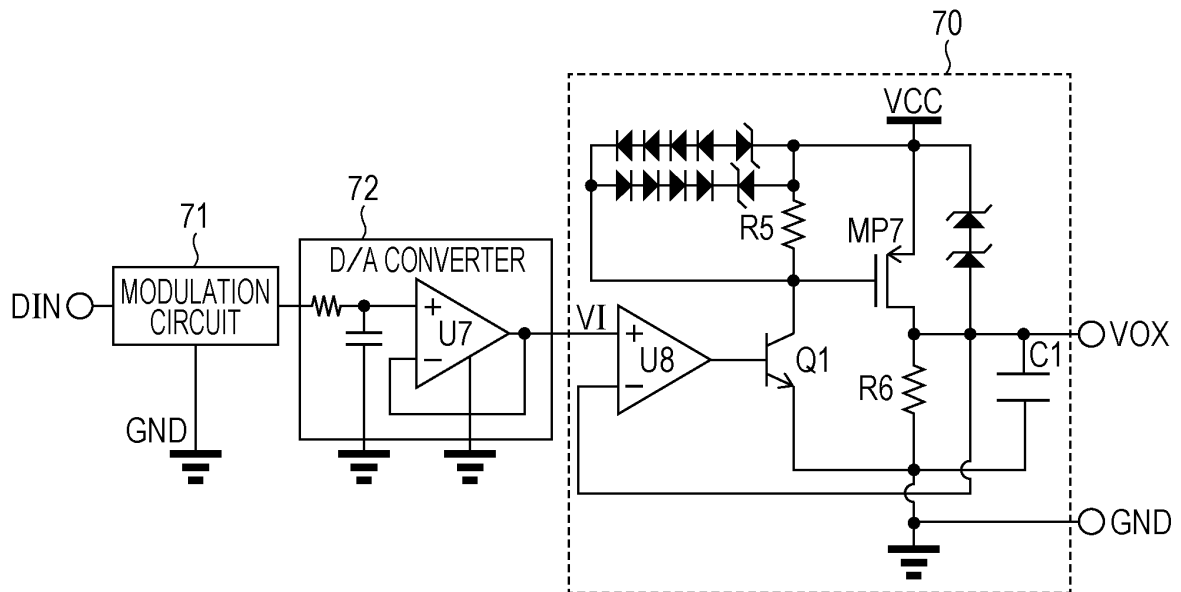 70
VCC
72
71
R5
MP7
D/A CONVERTER
DIN
MODULATION
CIRCUIT
+
U7
−
VI
+
U8
−
Q1
VOX
C1
R6
GND
GND